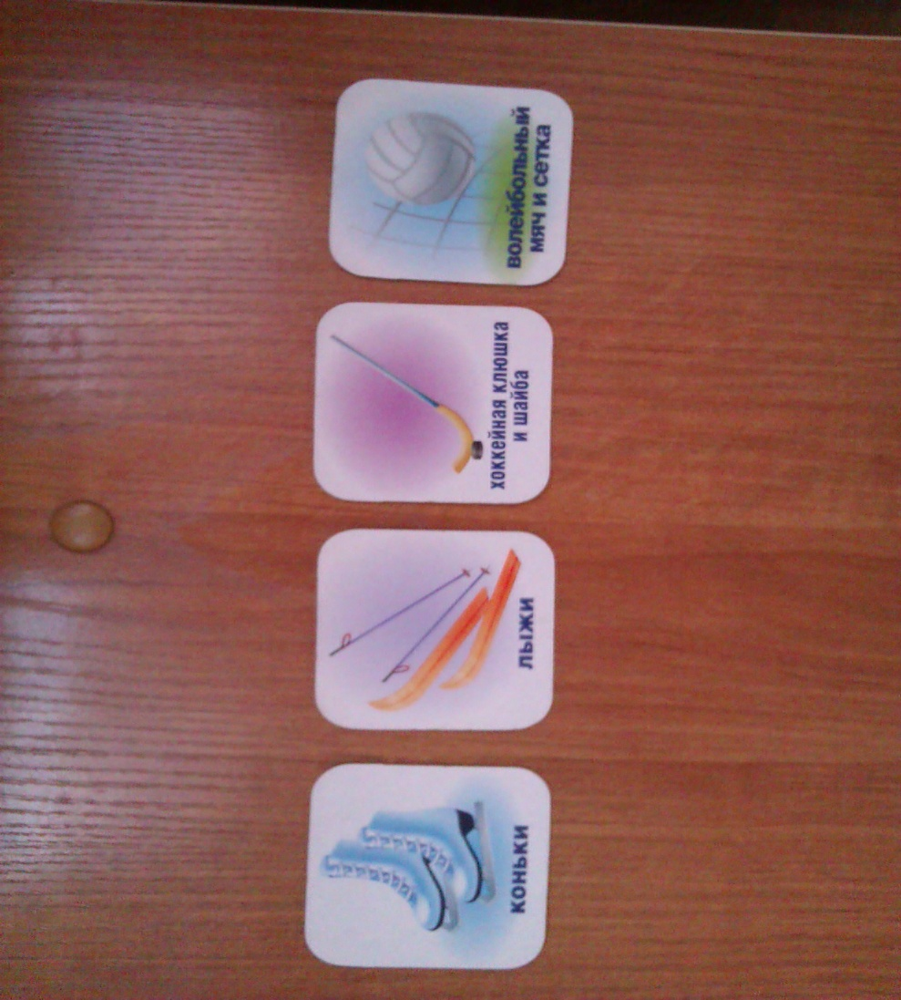 коньки
лыжи
хоккейная клюшка
и шайба
волейбольный
мяч и сетка